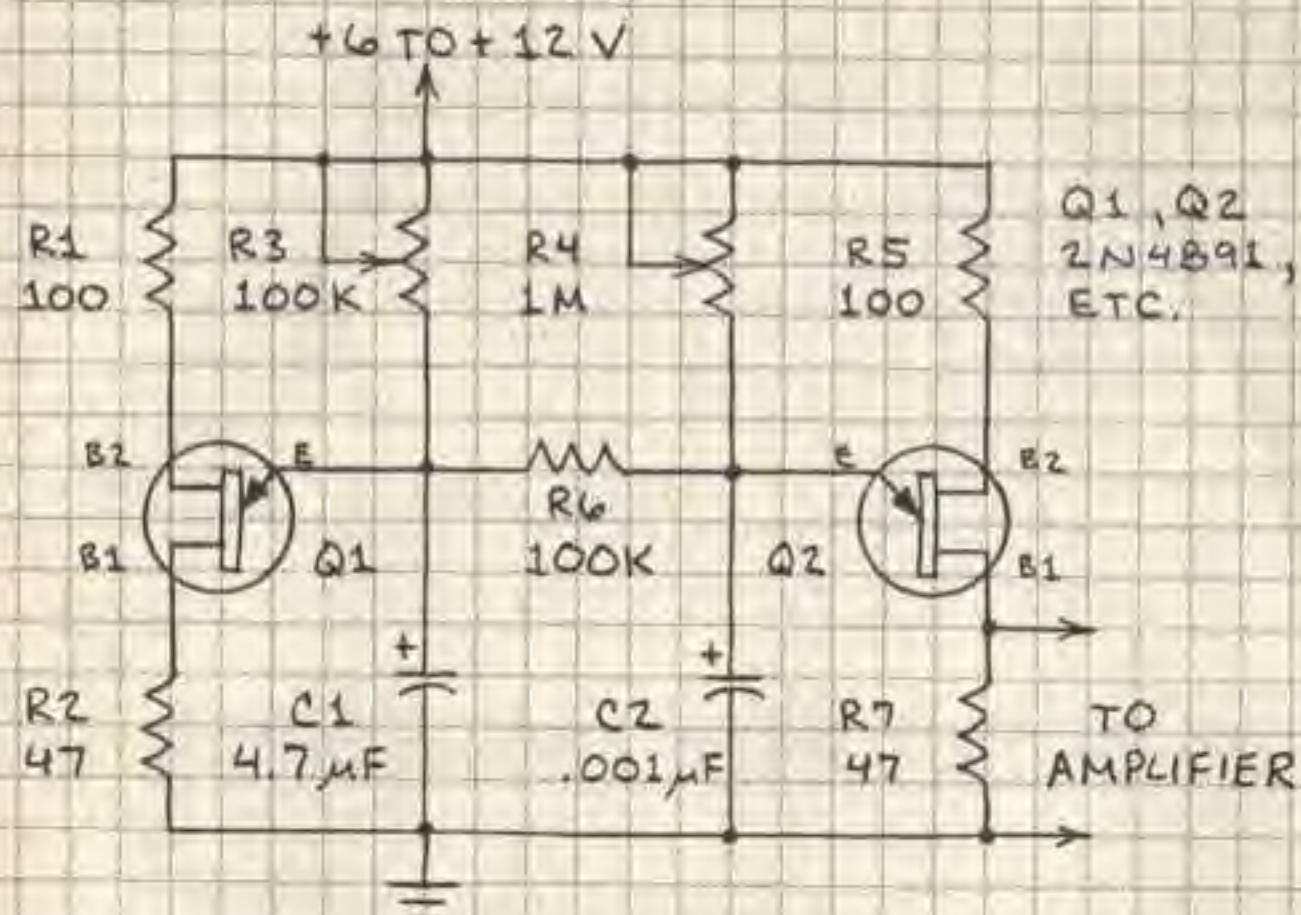 +6 TO + 12 V
R1
100
R3
100K
R4
1M
R5
100
Q1, Q2
2N4891,
ETC.
B2
E
E
B2
R6
100K
B1
Q1
Q2
B1
+
+
R2
47
C1
4.7µF
C2
.001µF
R7
47
TO
AMPLIFIER